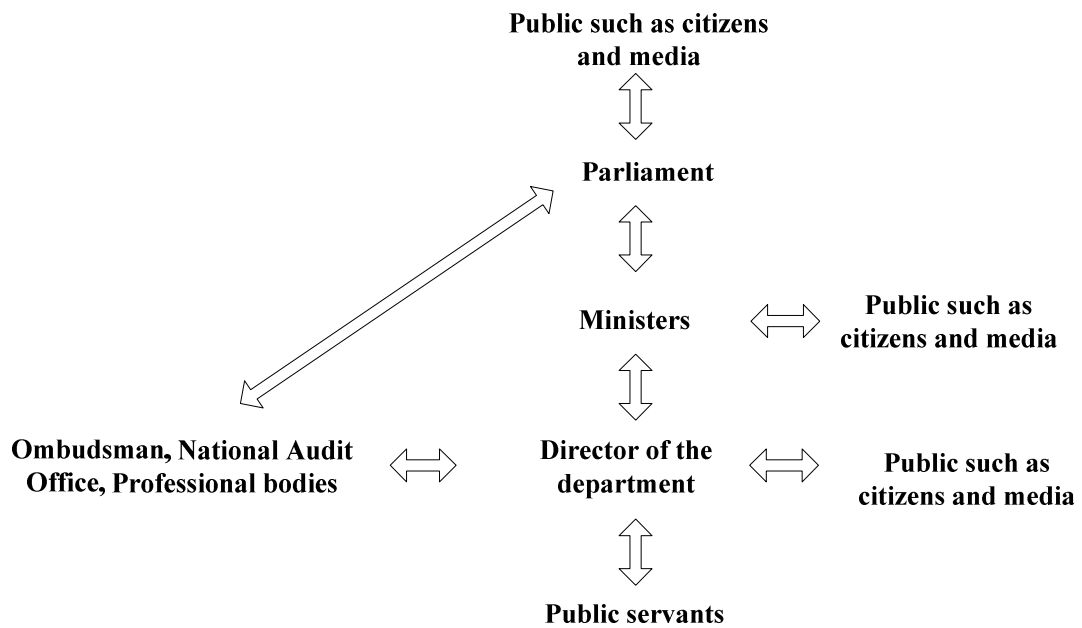 Public such as citizens
and media
Parliament
Ministers
Public such as
citizens and media
Ombudsman, National Audit
Office, Professional bodies
Director of the
department
Public such as
citizens and media
Public servants